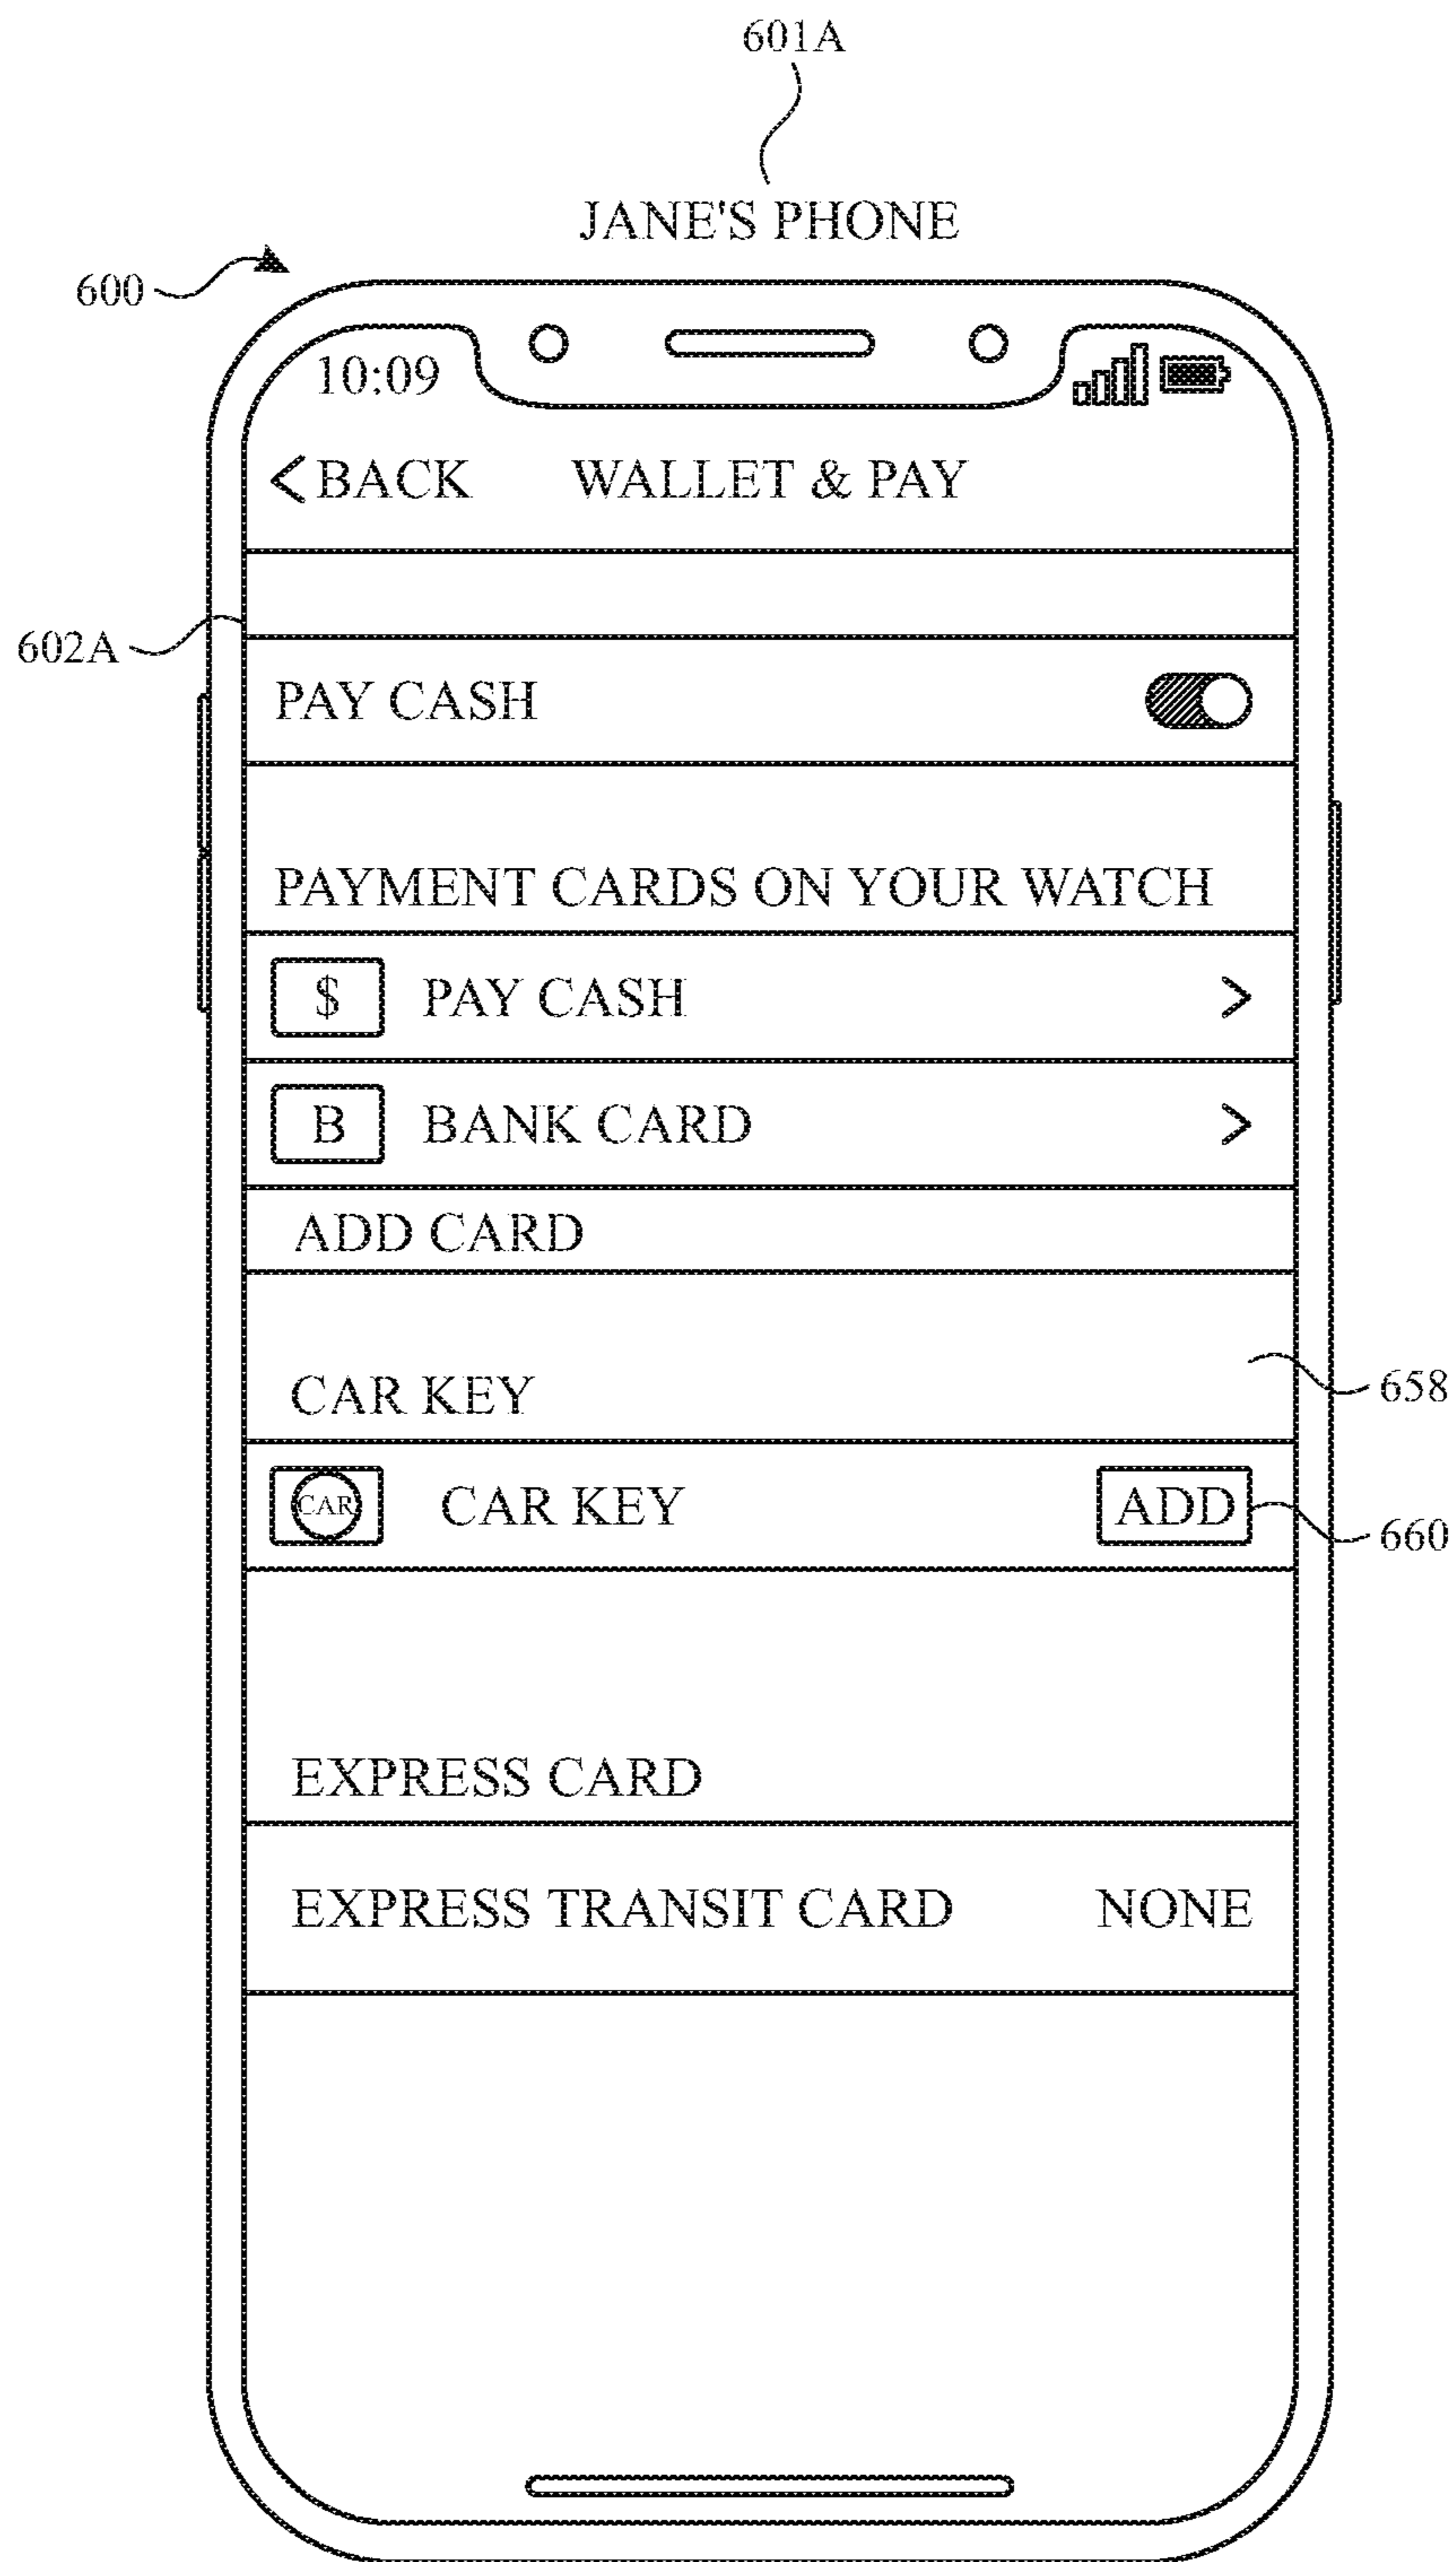 601A
JANE'S PHONE
600
10:09
< BACK WALLET & PAY
602A
PAY CASH
PAYMENT CARDS ON YOUR WATCH
$ PAY CASH >
B BANK CARD >
ADD CARD
658
CAR KEY
CAR CAR KEY ADD
660
EXPRESS CARD
EXPRESS TRANSIT CARD NONE